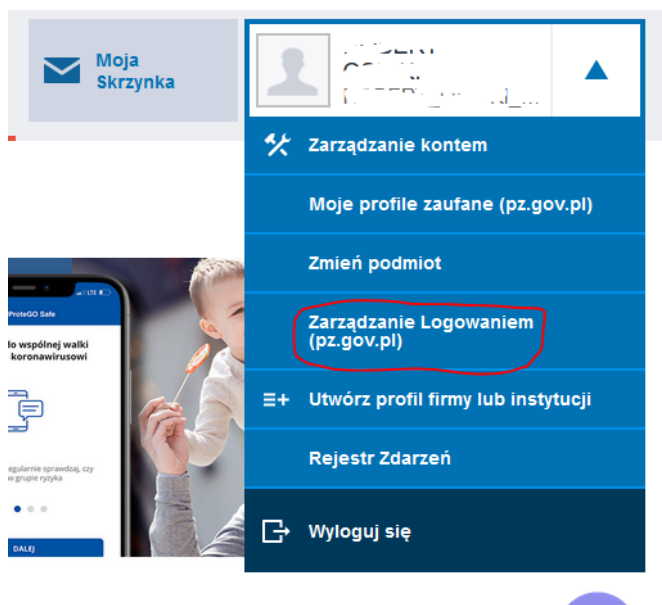 Moja
Skrzynka
Zarządzanie kontem
Moje profile zaufane (pz.gov.pl)
Zmień podmiot
Zarządzanie Logowaniem
(pz.gov.pl)
Utwórz profil firmy lub instytucji
Rejestr Zdarzeń
Wyloguj się
LTE
ProteGO Safe
do wspólnej walki
koronawirusowi
egularnie sprawdzaj, czy
w grupie ryzyka
DALEJ